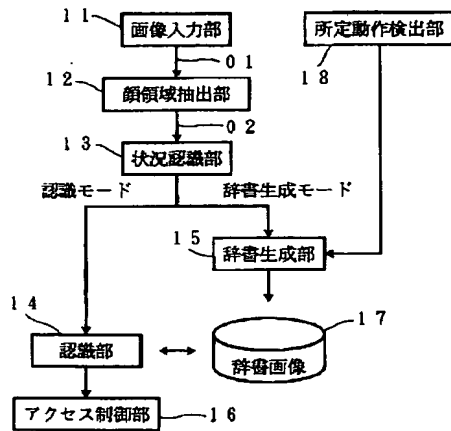 11
画像入力部
所定動作検出部
01
18
12
顔領域抽出部
02
13
状況認識部
認識モード
辞書生成モード
15
辞書生成部
14
17
認識部
辞書画像
アクセス制御部
16